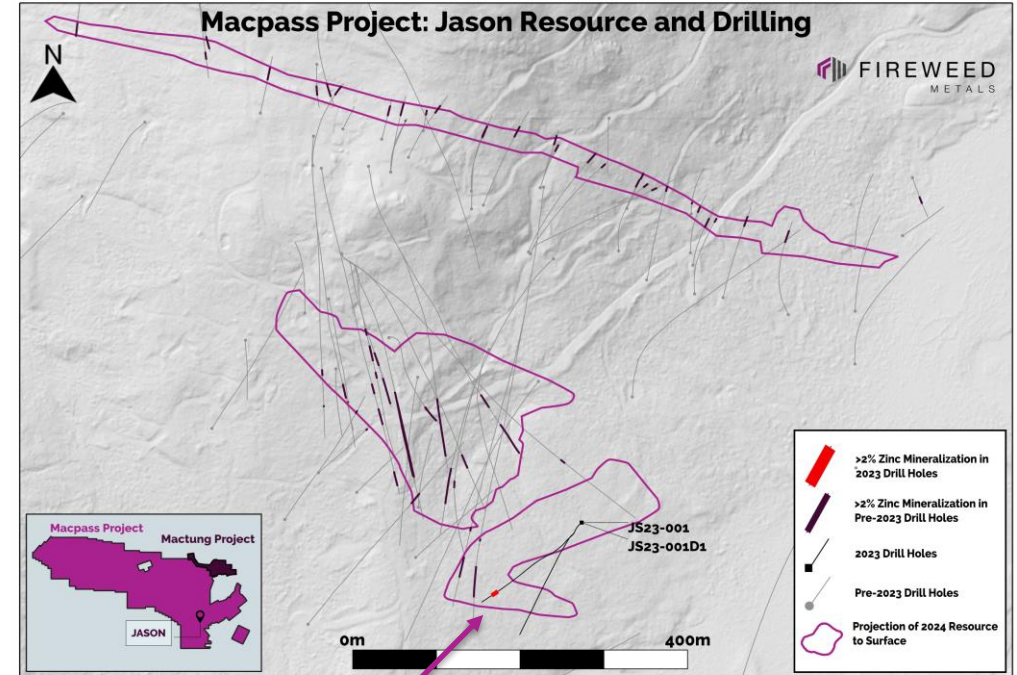 Macpass Project: Jason Resource and Drilling
N
FIREWEED
METALS
>2% Zinc Mineralization in
2023 Drill Holes
>2% Zinc Mineralization in
Pre-2023 Drill Holes
2023 Drill Holes
Pre-2023 Drill Holes
Projection of 2024 Resource
to Surface
JS23-001
JS23-001D1
Macpass Project
Mactung Project
JASON
0m
400m